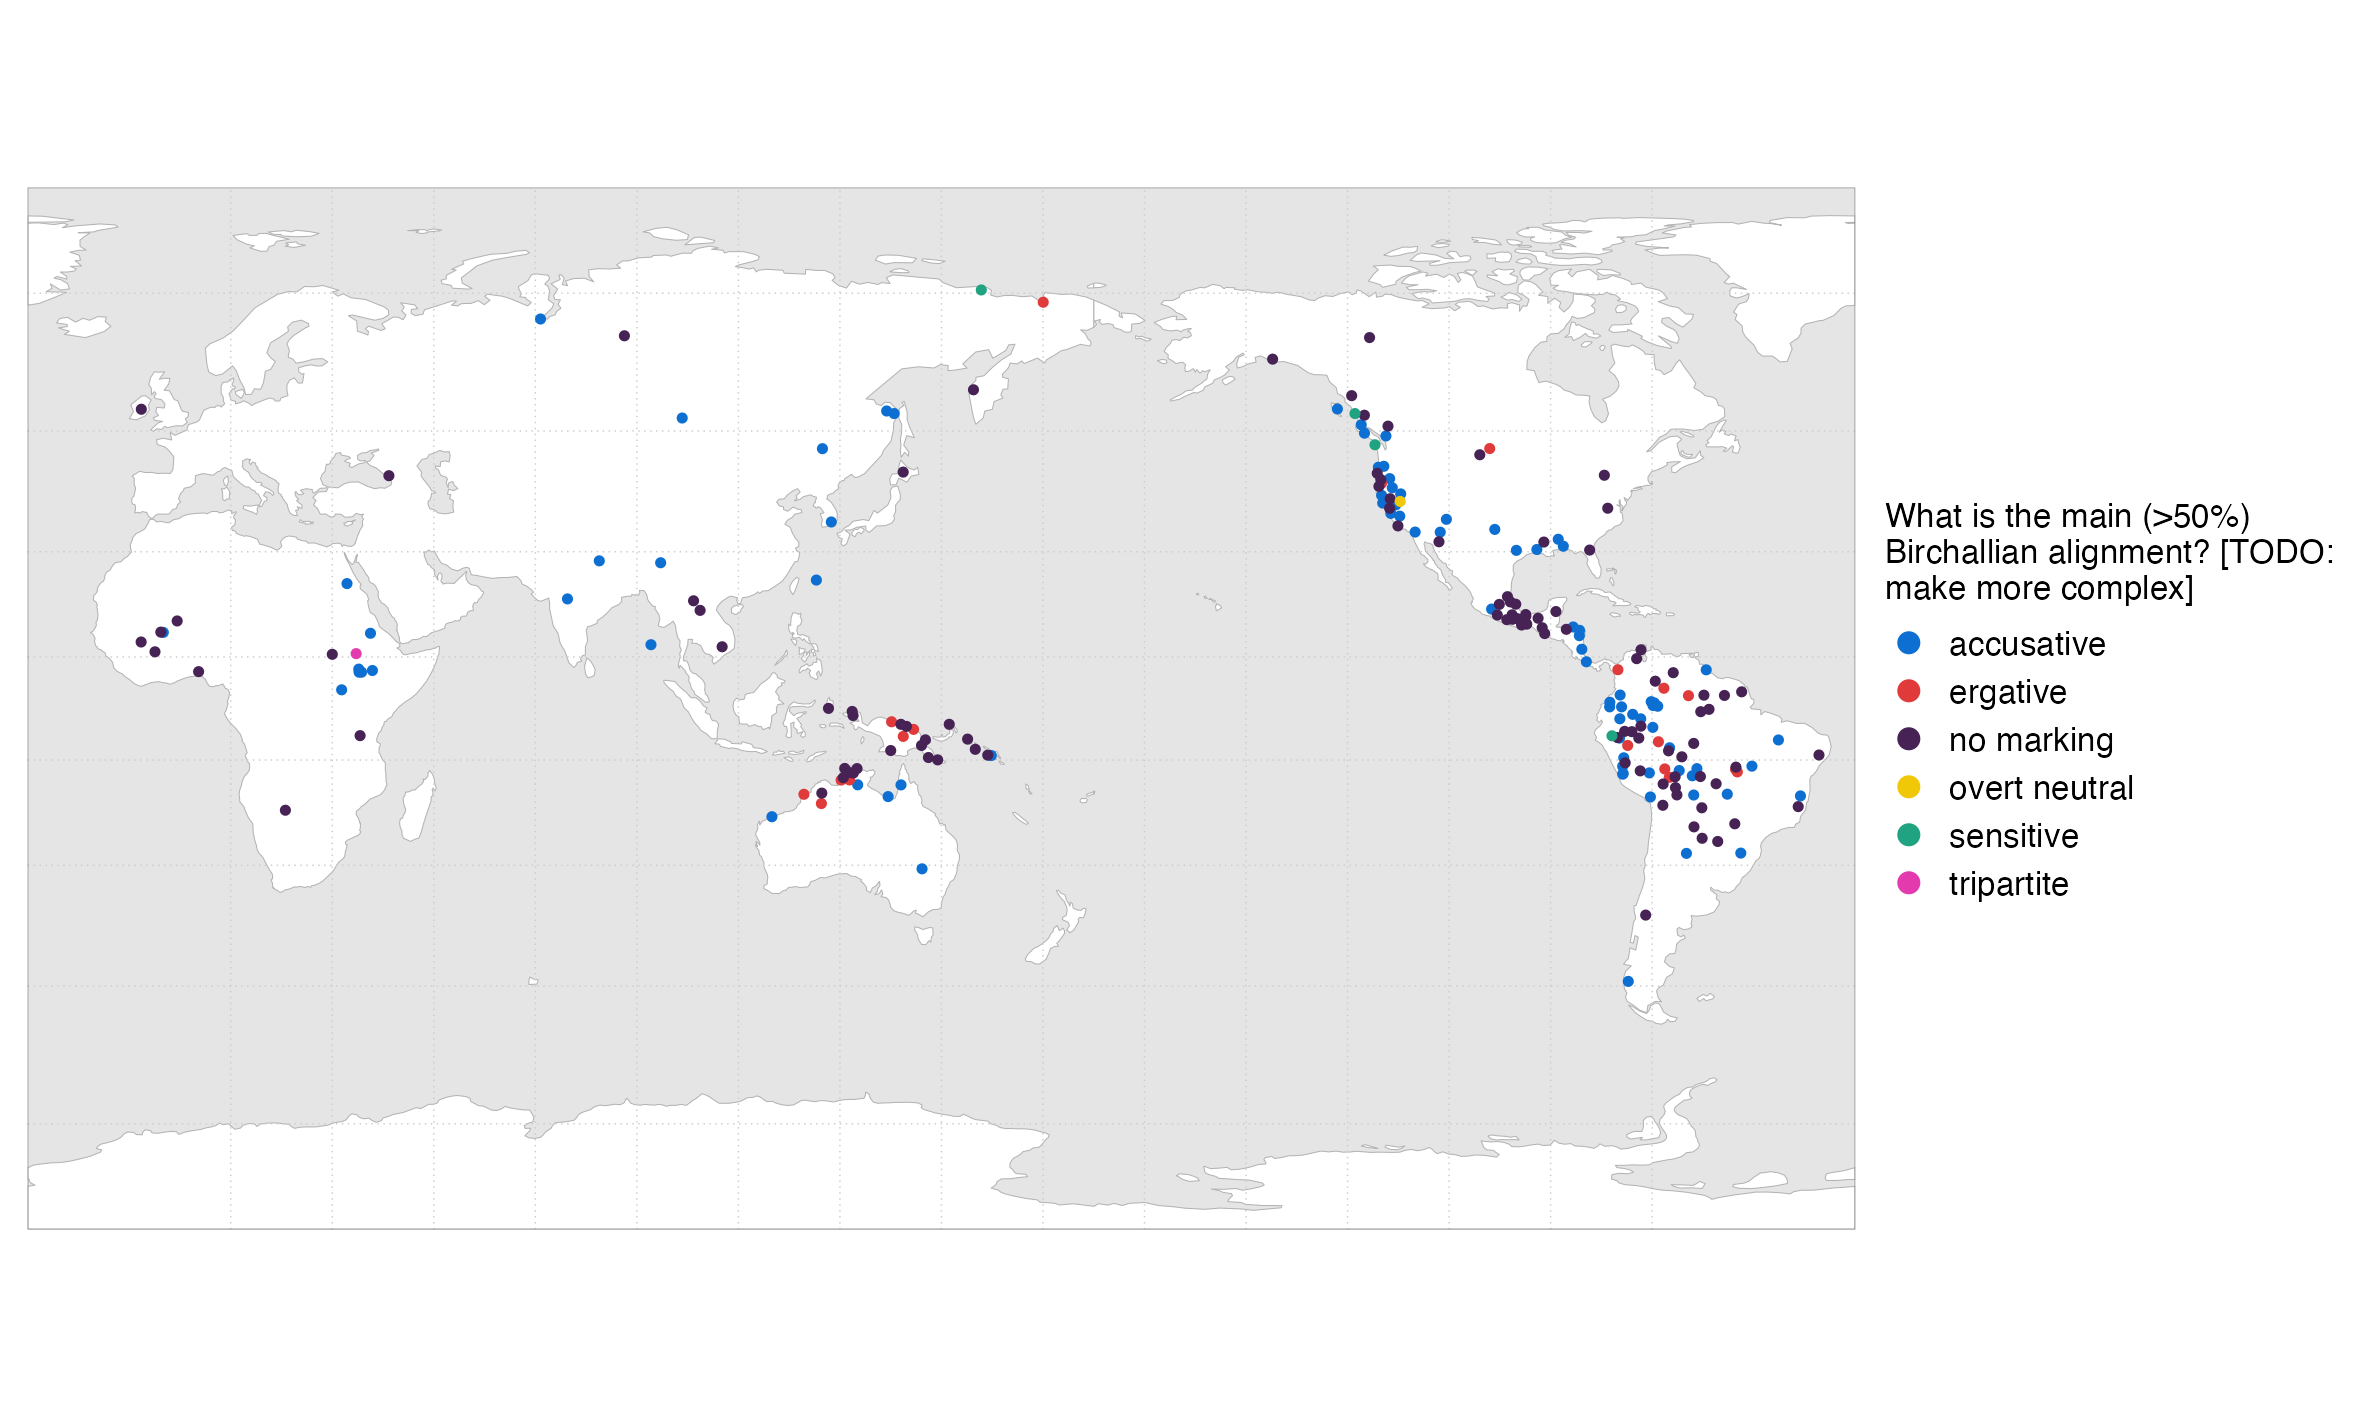 What is the main (>50%)
Birchallian alignment? [TODO:
make more complex]
accusative
ergative
no marking
overt neutral
sensitive
tripartite